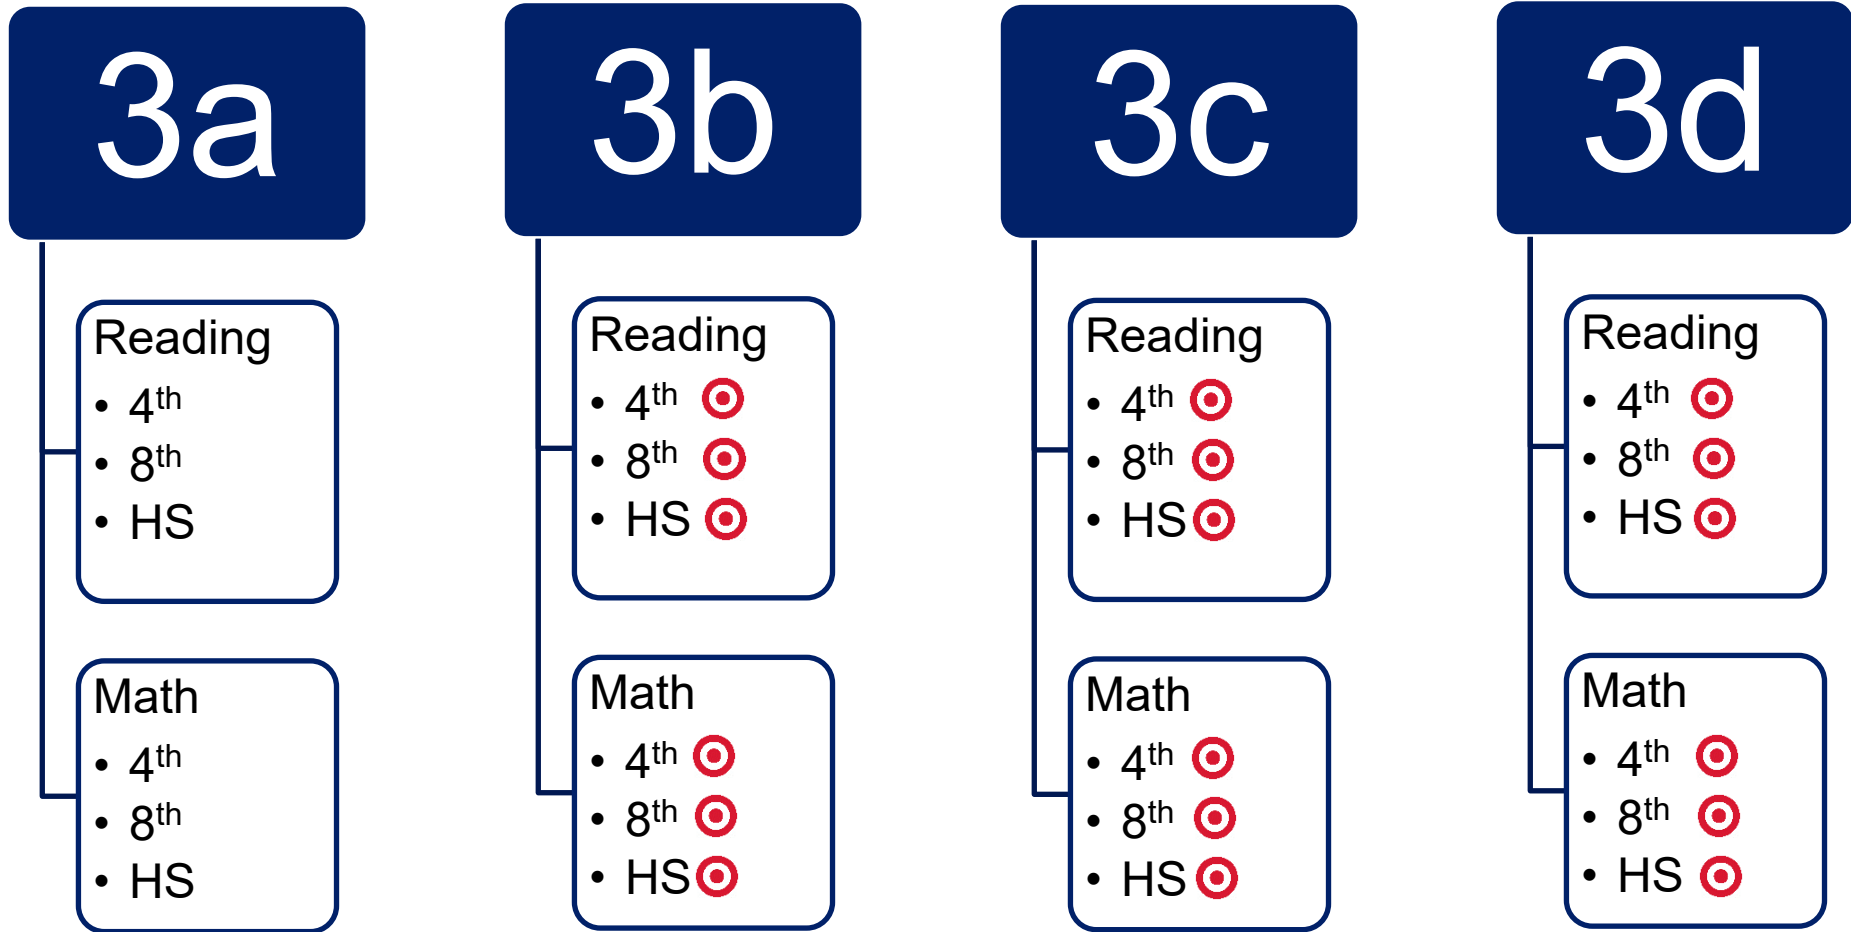 3a
Reading
• 4th
• 8th
• HS
Math
• 4th
• 8th
• HS
3b
Reading
• 4th
• 8th
• HS
Math
• 4th
• 8th
• HS
3c
Reading
• 4th
• 8th
• HS
Math
• 4th
• 8th
• HS
3d
Reading
• 4th
• 8th
• HS
Math
• 4th
• 8th
• HS